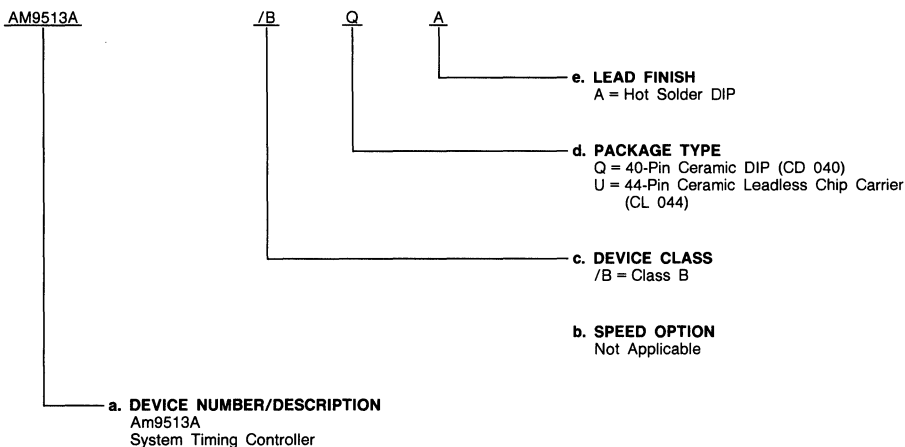 AM9513A /B Q A
e. LEAD FINISH
A = Hot Solder DIP
d. PACKAGE TYPE
Q = 40-Pin Ceramic DIP (CD 040)
U = 44-Pin Ceramic Leadless Chip Carrier
(CL 044)
c. DEVICE CLASS
/B = Class B
b. SPEED OPTION
Not Applicable
a. DEVICE NUMBER/DESCRIPTION
Am9513A
System Timing Controller